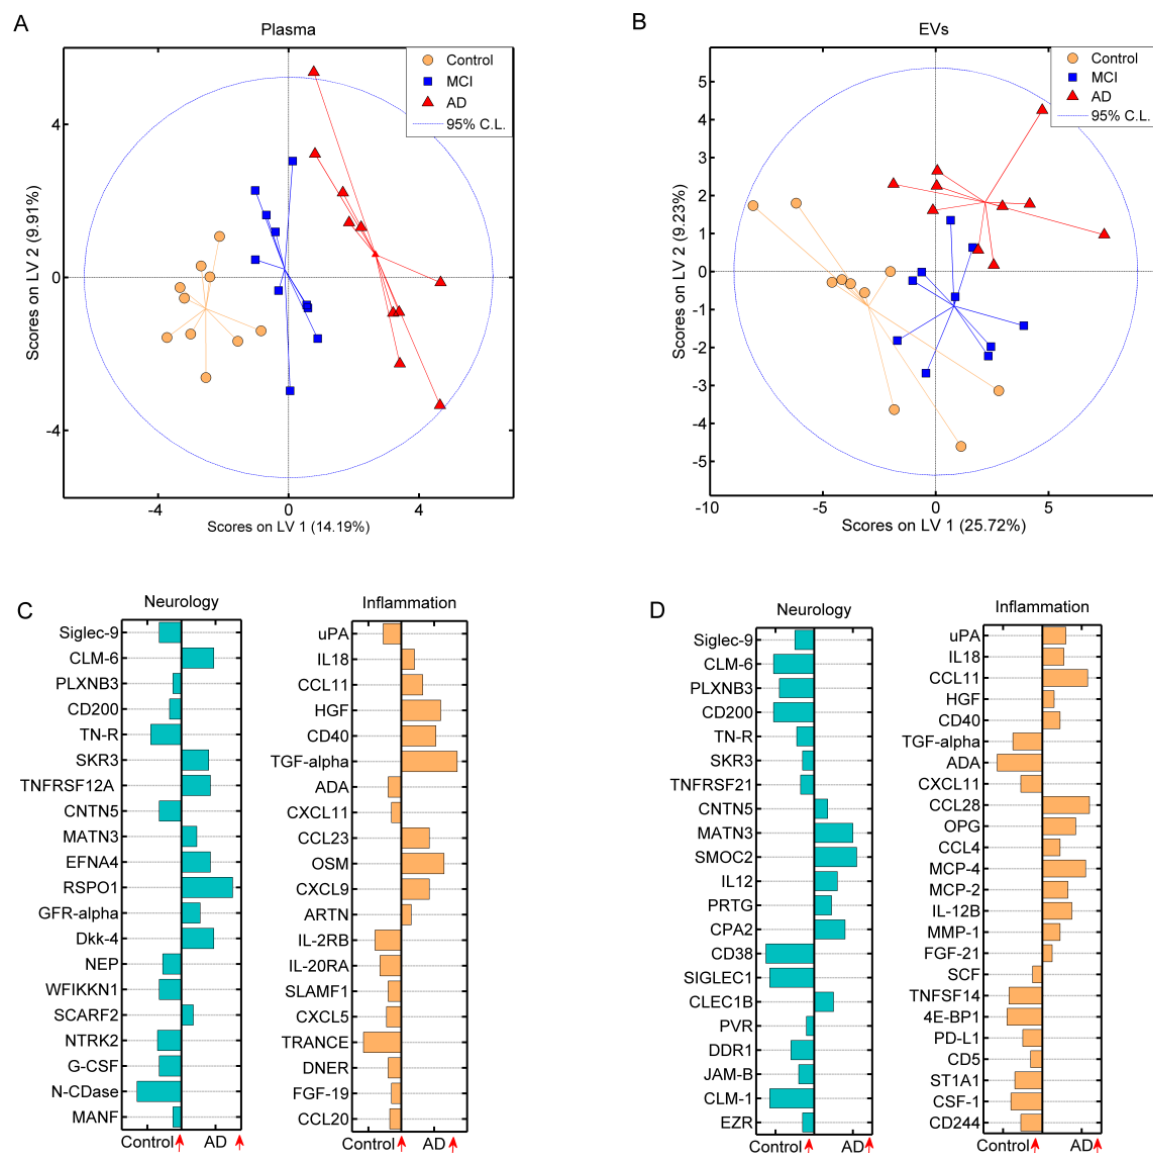 A
Plasma
Control
MCI
AD
95% C.L.
Scores on LV 2 (9.91%)
4
0
-4
-4
0
4
Scores on LV 1 (14.19%)
B
EVs
Control
MCI
AD
95% C.L.
Scores on LV 2 (9.23%)
5
4
3
2
1
0
-1
-2
-3
-4
-5
-10
-5
0
5
Scores on LV 1 (25.72%)
C
Neurology
Siglec-9
CLM-6
PLXNB3
CD200
TN-R
SKR3
TNFRSF12A
CNTN5
MATN3
EFNA4
RSPO1
GFR-alpha
Dkk-4
NEP
WFIKKN1
SCARF2
NTRK2
G-CSF
N-CDase
MANF
Control
AD
Inflammation
uPA
IL18
CCL11
HGF
CD40
TGF-alpha
ADA
CXCL11
CCL23
OSM
CXCL9
ARTN
IL-2RB
IL-20RA
SLAMF1
CXCL5
TRANCE
DNER
FGF-19
CCL20
Control
AD
D
Neurology
Siglec-9
CLM-6
PLXNB3
CD200
TN-R
SKR3
TNFRSF21
CNTN5
MATN3
SMOC2
IL12
PRTG
CPA2
CD38
SIGLEC1
CLEC1B
PVR
DDR1
JAM-B
CLM-1
EZR
Control
AD
Inflammation
uPA
IL18
CCL11
HGF
CD40
TGF-alpha
ADA
CXCL11
CCL28
OPG
CCL4
MCP-4
MCP-2
IL-12B
MMP-1
FGF-21
SCF
TNFSF14
4E-BP1
PD-L1
CD5
ST1A1
CSF-1
CD244
Control
AD